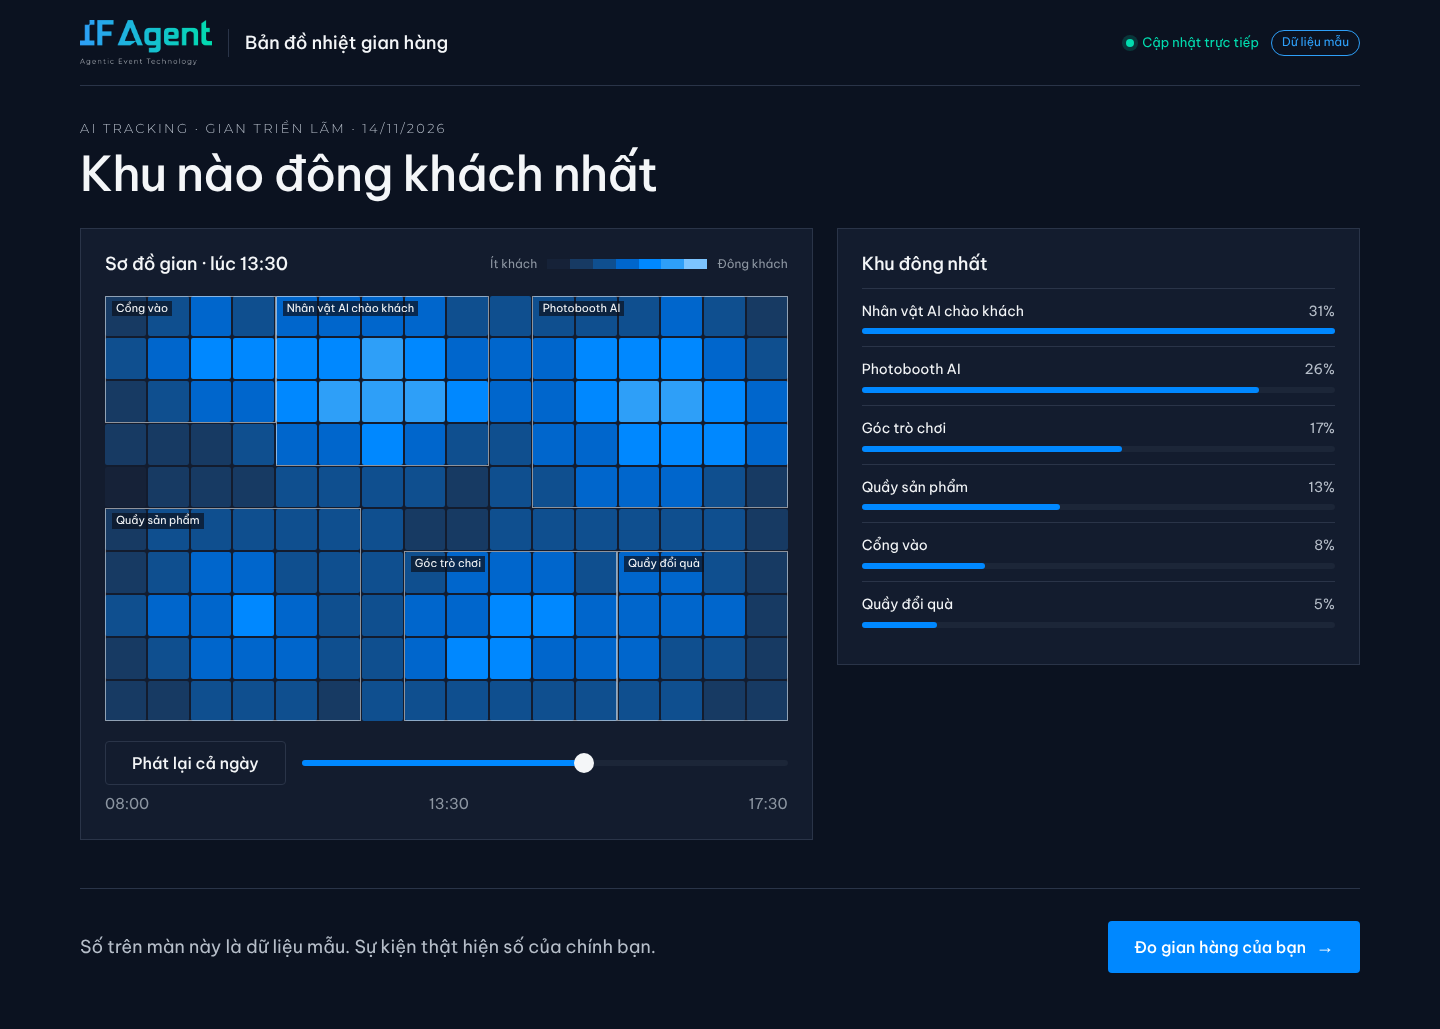 IF Agent
Agentic Event Technology
Bản đồ nhiệt gian hàng
Cập nhật trực tiếp
Dữ liệu mẫu
AI TRACKING · GIAN TRIỂN LÃM · 14/11/2026
Khu nào đông khách nhất
Sơ đồ gian · lúc 13:30
Ít khách
Đông khách
Cổng vào
Nhân vật AI chào khách
Photobooth AI
Quầy sản phẩm
Góc trò chơi
Quầy đổi quà
Phát lại cả ngày
08:00
13:30
17:30
Khu đông nhất
Nhân vật AI chào khách 31%
Photobooth AI 26%
Góc trò chơi 17%
Quầy sản phẩm 13%
Cổng vào 8%
Quầy đổi quà 5%
Số trên màn này là dữ liệu mẫu. Sự kiện thật hiện số của chính bạn.
Đo gian hàng của bạn →